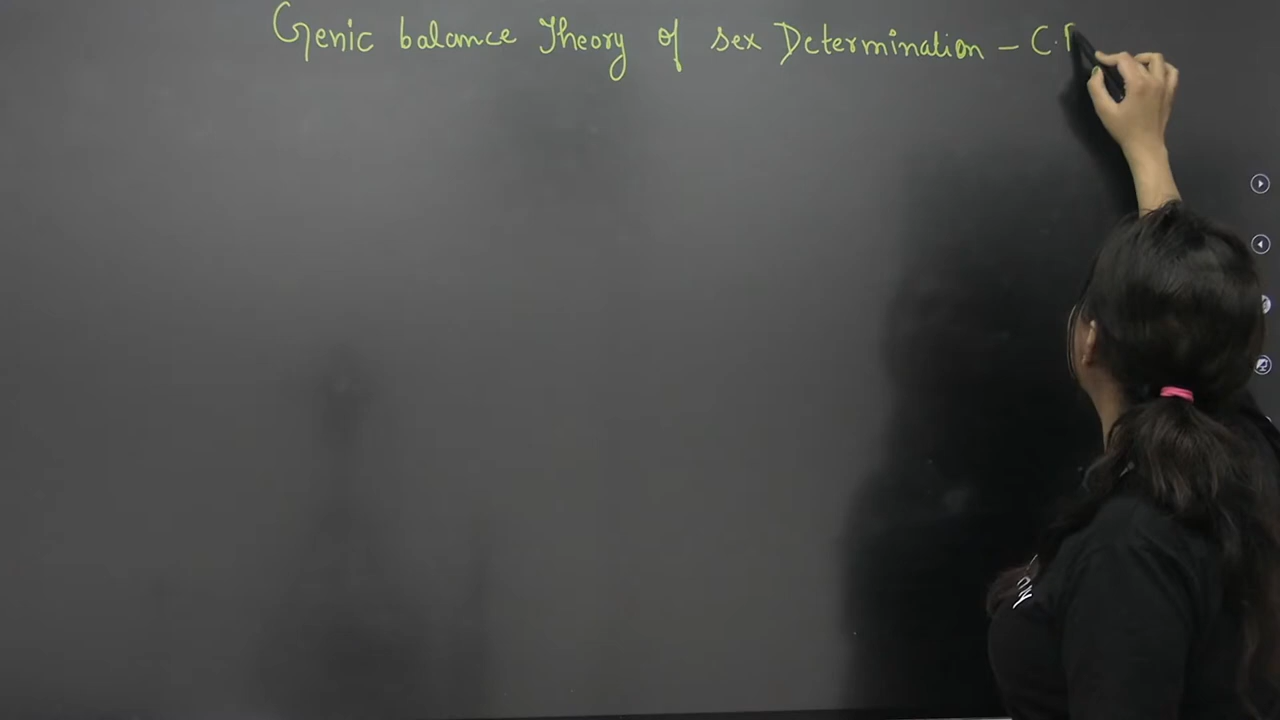 Genic balance Theory of sex Determination – C.